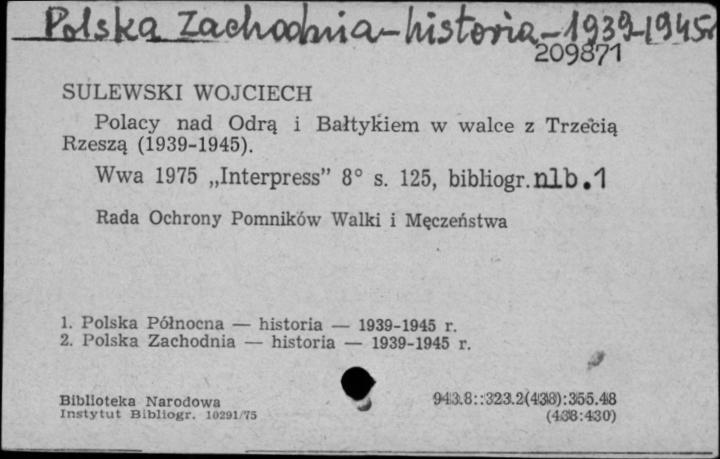 Polska Zachodnia - historia - 1939-1945r
209871
SULEWSKI WOJCIECH
Polacy nad Odrą i Bałtykiem w walce z Trzecią
Rzeszą (1939-1945).
Wwa 1975 „Interpress” 8° s. 125, bibliogr. nlb.1
Rada Ochrony Pomników Walki i Męczeństwa
1. Polska Północna — historia — 1939-1945 r.
2. Polska Zachodnia — historia — 1939-1945 r.
Biblioteka Narodowa
Instytut Bibliogr. 10291/75
943.8::323.2(438):355.48
(438:430)